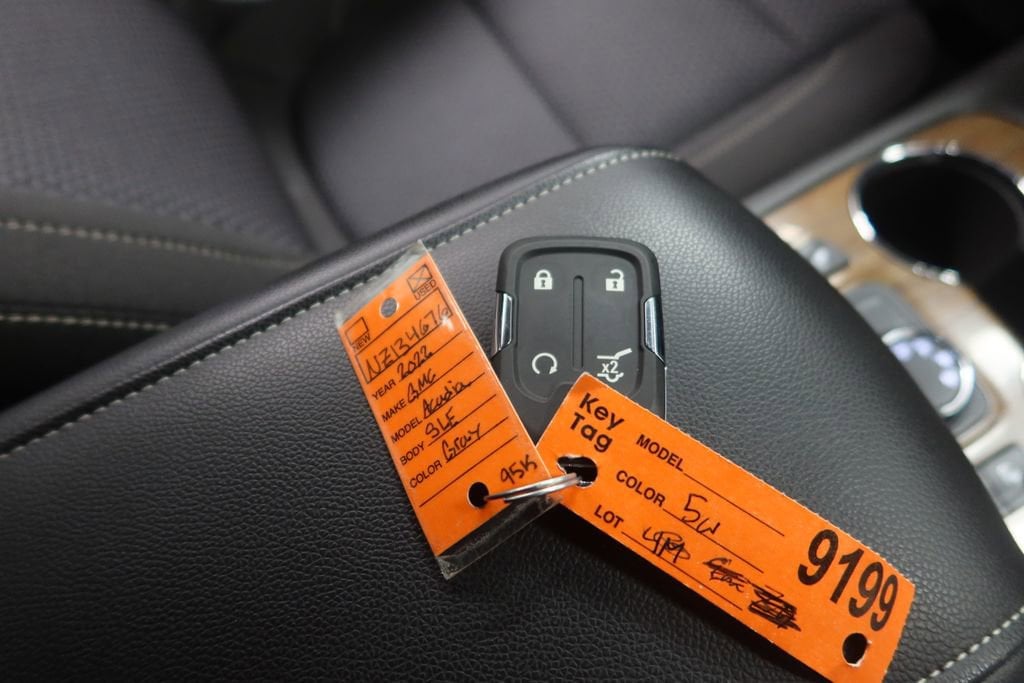 USED
NEW
NZ134676
YEAR 2022
MAKE GMC
MODEL Acadia
BODY SLE
COLOR Gray
95K
x2
Key
Tag
MODEL
COLOR 5W
LOT
9199